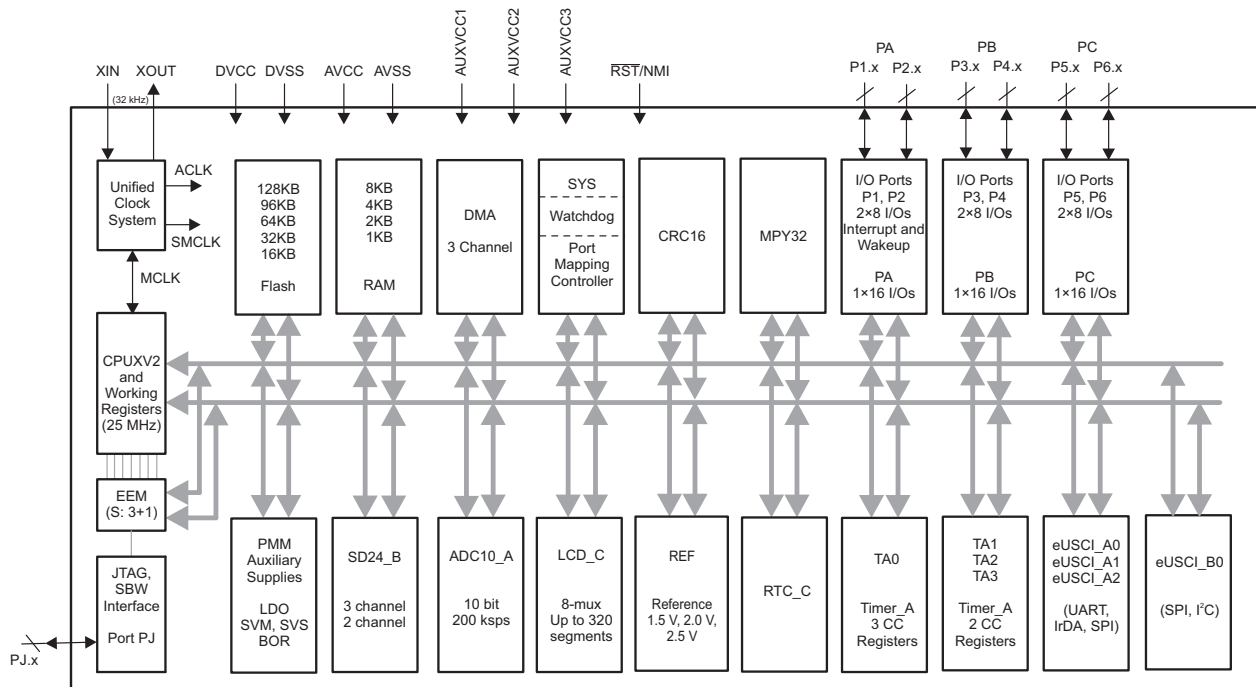 AUXVCC1
AUXVCC2
AUXVCC3
PA
PB
PC
XIN
XOUT
DVCC
DVSS
AVCC
AVSS
RST/NMI
P1.x
P2.x
P3.x
P4.x
P5.x
P6.x
(32 kHz)
Unified
Clock
System
ACLK
SMCLK
MCLK
128KB
96KB
64KB
32KB
16KB
Flash
8KB
4KB
2KB
1KB
RAM
DMA
3 Channel
SYS
Watchdog
Port
Mapping
Controller
CRC16
MPY32
I/O Ports
P1, P2
2×8 I/Os
Interrupt and
Wakeup
PA
1×16 I/Os
I/O Ports
P3, P4
2×8 I/Os
PB
1×16 I/Os
I/O Ports
P5, P6
2×8 I/Os
PC
1×16 I/Os
CPUXV2
and
Working
Registers
(25 MHz)
EEM
(S: 3+1)
JTAG,
SBW
Interface
Port PJ
PJ.x
PMM
Auxiliary
Supplies
LDO
SVM, SVS
BOR
SD24_B
3 channel
2 channel
ADC10_A
10 bit
200 ksps
LCD_C
8-mux
Up to 320
segments
REF
Reference
1.5 V, 2.0 V,
2.5 V
RTC_C
TA0
Timer_A
3 CC
Registers
TA1
TA2
TA3
Timer_A
2 CC
Registers
eUSCI_A0
eUSCI_A1
eUSCI_A2
(UART,
IrDA, SPI)
eUSCI_B0
(SPI, I²C)